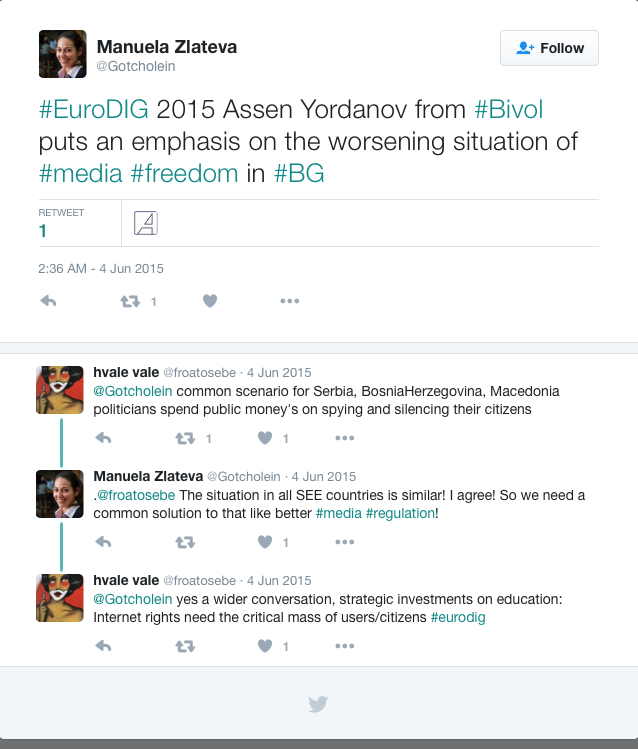 Manuela Zlateva
@Gotcholein
Follow
#EuroDIG 2015 Assen Yordanov from #Bivol
puts an emphasis on the worsening situation of
#media #freedom in #BG
RETWEET
1
2:36 AM - 4 Jun 2015
1
hvale vale @froatosebe · 4 Jun 2015
@Gotcholein common scenario for Serbia, BosniaHerzegovina, Macedonia
politicians spend public money's on spying and silencing their citizens
1 1
Manuela Zlateva @Gotcholein · 4 Jun 2015
.@froatosebe The situation in all SEE countries is similar! I agree! So we need a
common solution to that like better #media #regulation!
1
hvale vale @froatosebe · 4 Jun 2015
@Gotcholein yes a wider conversation, strategic investments on education:
Internet rights need the critical mass of users/citizens #eurodig
1